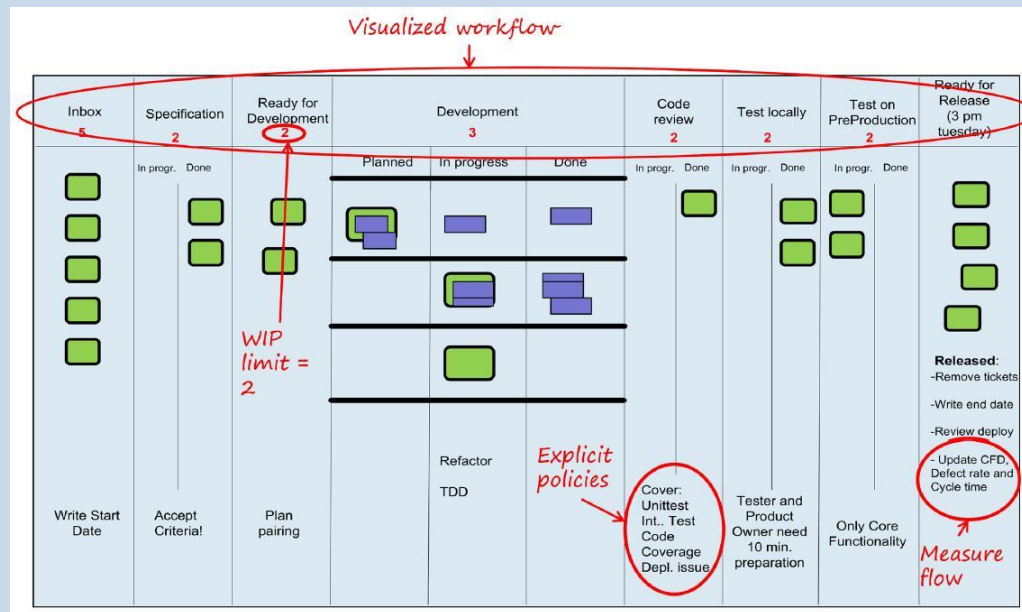 Visualized workflow
Inbox
5
Specification
2
Ready for
Development
2
Development
3
Code
review
2
Test locally
2
Test on
PreProduction
2
Ready for
Release
(3 pm
tuesday)
In progr. Done
Planned
In progress
Done
In progr. Done
In progr. Done
In progr. Done
WIP
limit =
2
Released:
-Remove tickets
-Write end date
-Review deploy
- Update CFD,
Defect rate and
Cycle time
Refactor
TDD
Explicit
policies
Write Start
Date
Accept
Criteria!
Plan
pairing
Cover:
Unittest
Int.. Test
Code
Coverage
Depl. issue
Tester and
Product
Owner need
10 min.
preparation
Only Core
Functionality
Measure
flow